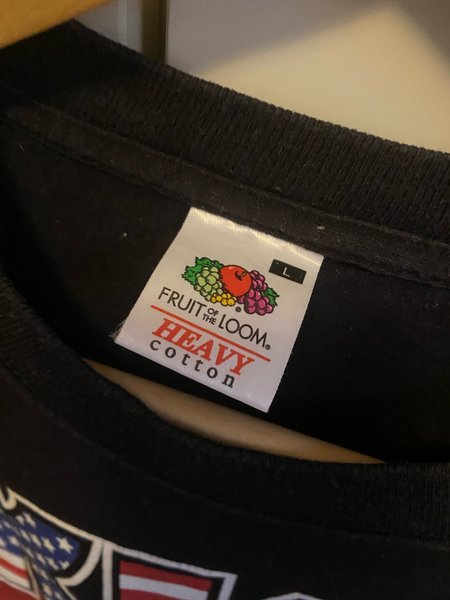 L
FRUIT OF THE LOOM®
HEAVY
cotton